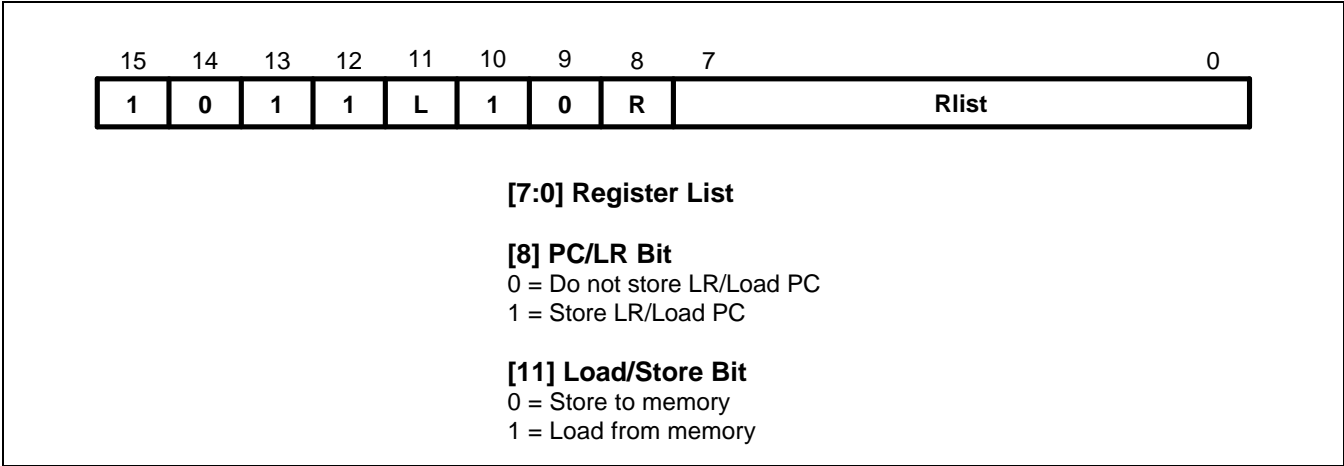 15 14 13 12 11 10 9 8 7 0
1 0 1 1 L 1 0 R Rlist
[7:0] Register List
[8] PC/LR Bit
0 = Do not store LR/Load PC
1 = Store LR/Load PC
[11] Load/Store Bit
0 = Store to memory
1 = Load from memory